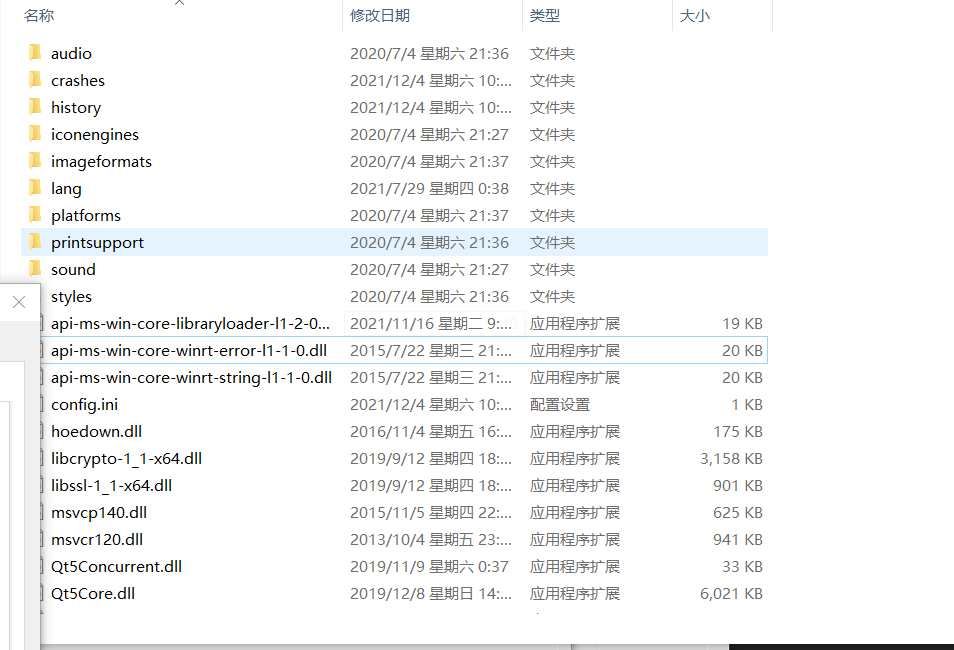 名称 修改日期 类型 大小
audio 2020/7/4 星期六 21:36 文件夹
crashes 2021/12/4 星期六 10:... 文件夹
history 2021/12/4 星期六 10:... 文件夹
iconengines 2020/7/4 星期六 21:27 文件夹
imageformats 2020/7/4 星期六 21:37 文件夹
lang 2021/7/29 星期四 0:38 文件夹
platforms 2020/7/4 星期六 21:37 文件夹
printsupport 2020/7/4 星期六 21:36 文件夹
sound 2020/7/4 星期六 21:27 文件夹
styles 2020/7/4 星期六 21:36 文件夹
api-ms-win-core-libraryloader-l1-2-0... 2021/11/16 星期二 9:... 应用程序扩展 19 KB
api-ms-win-core-winrt-error-l1-1-0.dll 2015/7/22 星期三 21:... 应用程序扩展 20 KB
api-ms-win-core-winrt-string-l1-1-0.dll 2015/7/22 星期三 21:... 应用程序扩展 20 KB
config.ini 2021/12/4 星期六 10:... 配置设置 1 KB
hoedown.dll 2016/11/4 星期五 16:... 应用程序扩展 175 KB
libcrypto-1_1-x64.dll 2019/9/12 星期四 18:... 应用程序扩展 3,158 KB
libssl-1_1-x64.dll 2019/9/12 星期四 18:... 应用程序扩展 901 KB
msvcp140.dll 2015/11/5 星期四 22:... 应用程序扩展 625 KB
msvcr120.dll 2013/10/4 星期五 23:... 应用程序扩展 941 KB
Qt5Concurrent.dll 2019/11/9 星期六 0:37 应用程序扩展 33 KB
Qt5Core.dll 2019/12/8 星期日 14:... 应用程序扩展 6,021 KB